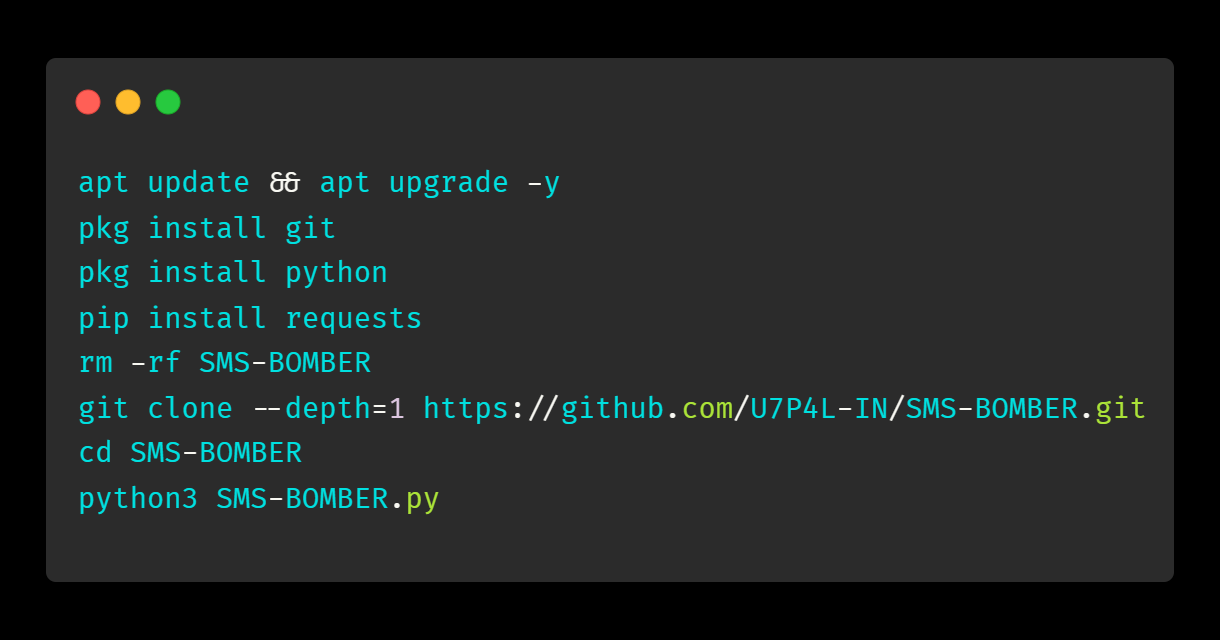 apt update && apt upgrade -y
pkg install git
pkg install python
pip install requests
rm -rf SMS-BOMBER
git clone --depth=1 https://github.com/U7P4L-IN/SMS-BOMBER.git
cd SMS-BOMBER
python3 SMS-BOMBER.py